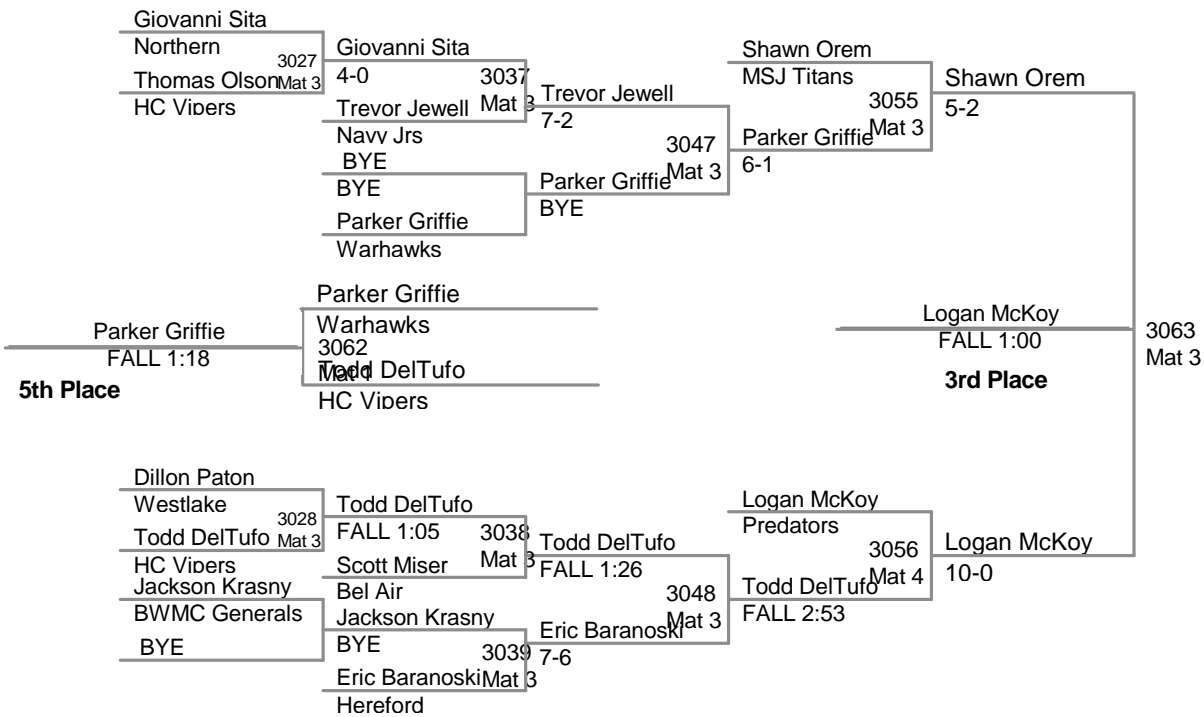 Giovanni Sita
Northern
3027
Mat 3
Thomas Olson
HC Vipers
Giovanni Sita
4-0
3037
Mat 3
Trevor Jewell
Navy Jrs
BYE
BYE
Parker Griffie
Warhawks
Trevor Jewell
7-2
3047
Mat 3
Parker Griffie
BYE
Shawn Orem
MSJ Titans
3055
Mat 3
Parker Griffie
6-1
Shawn Orem
5-2
Parker Griffie
FALL 1:18
5th Place
Parker Griffie
Warhawks
3062
Mat 1
Todd DelTufo
HC Vipers
Logan McKoy
FALL 1:00
3rd Place
3063
Mat 3
Dillon Paton
Westlake
3028
Mat 3
Todd DelTufo
HC Vipers
Jackson Krasny
BWMC Generals
BYE
Todd DelTufo
FALL 1:05
3038
Mat 3
Scott Miser
Bel Air
Jackson Krasny
BYE
3039
Mat 3
Eric Baranoski
Hereford
Todd DelTufo
FALL 1:26
3048
Mat 3
Eric Baranoski
7-6
Logan McKoy
Predators
3056
Mat 4
Todd DelTufo
FALL 2:53
Logan McKoy
10-0